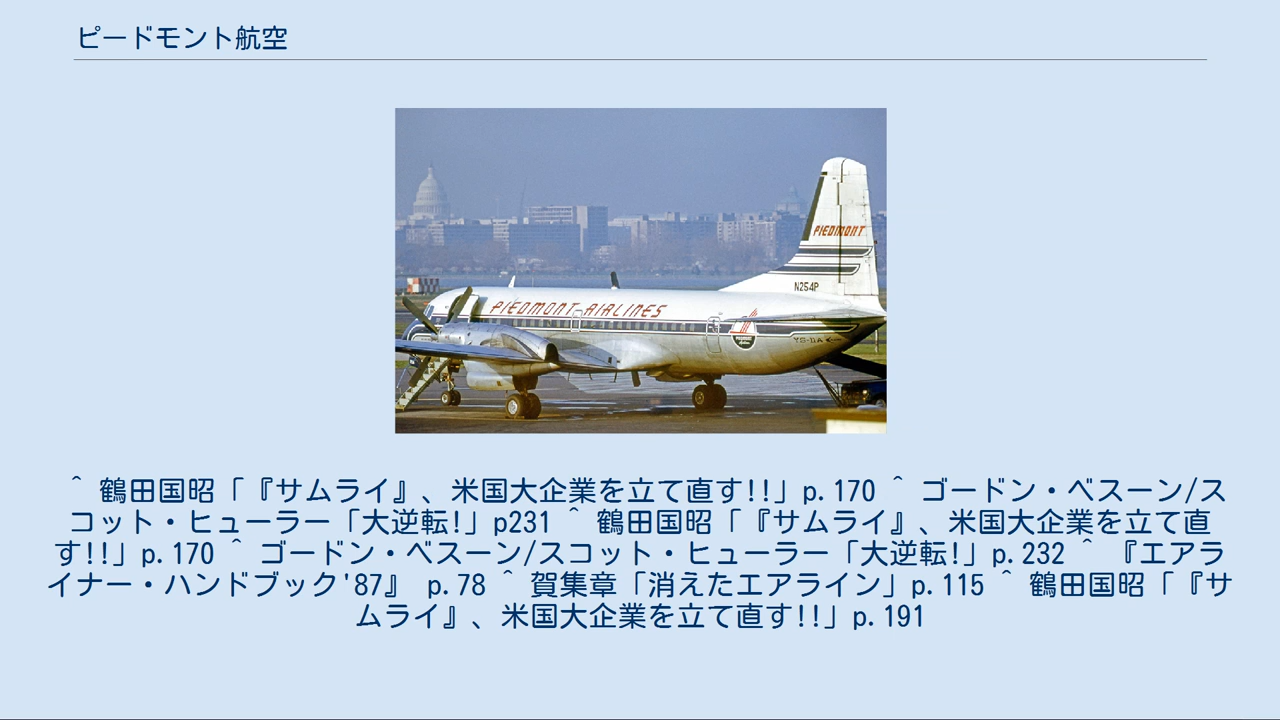 ピードモント航空
PIEDMONT
N254P
PIEDMONT AIRLINES
YS-11A
^ 鶴田国昭「『サムライ』、米国大企業を立て直す!!」p.170 ^ ゴードン・ベスーン/ス
コット・ヒューラー「大逆転!」p231 ^ 鶴田国昭「『サムライ』、米国大企業を立て直
す!!」p.170 ^ ゴードン・ベスーン/スコット・ヒューラー「大逆転!」p.232 ^ 『エアラ
イナー・ハンドブック'87』 p.78 ^ 賀集章「消えたエアライン」p.115 ^ 鶴田国昭「『サ
ムライ』、米国大企業を立て直す!!」p.191